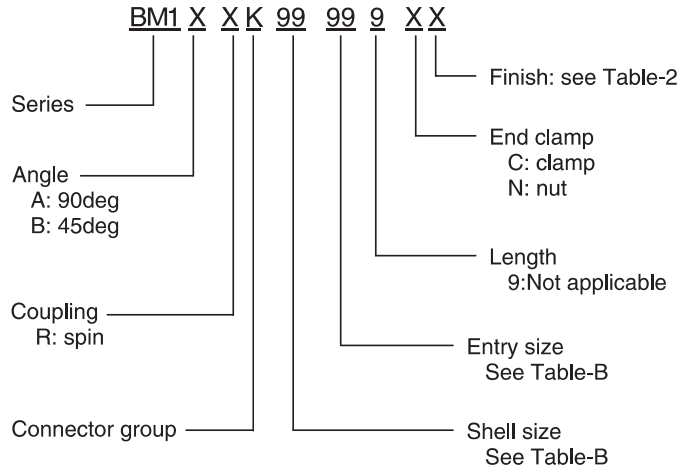 BM1 X X K 99 99 9 X X
Series
Angle
A: 90deg
B: 45deg
Coupling
R: spin
Connector group
Finish: see Table-2
End clamp
C: clamp
N: nut
Length
9:Not applicable
Entry size
See Table-B
Shell size
See Table-B